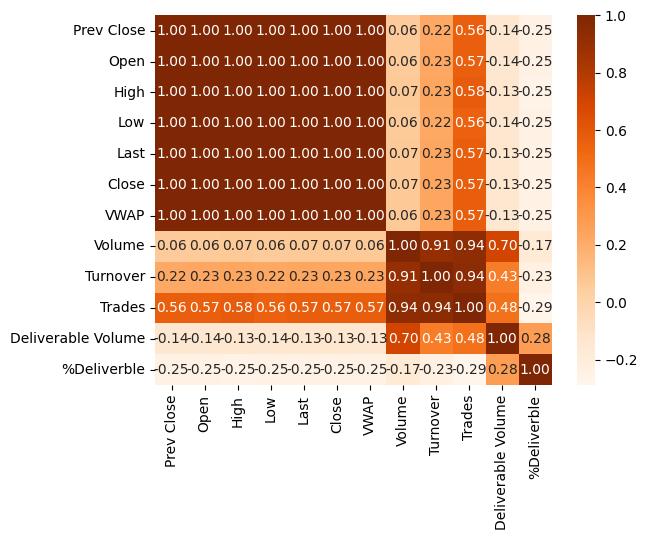 Prev Close 1.00 1.00 1.00 1.00 1.00 1.00 1.00 0.06 0.22 0.56 -0.14 -0.25
Open 1.00 1.00 1.00 1.00 1.00 1.00 1.00 0.06 0.23 0.57 -0.14 -0.25
High 1.00 1.00 1.00 1.00 1.00 1.00 1.00 0.07 0.23 0.58 -0.13 -0.25
Low 1.00 1.00 1.00 1.00 1.00 1.00 1.00 0.06 0.22 0.56 -0.14 -0.25
Last 1.00 1.00 1.00 1.00 1.00 1.00 1.00 0.07 0.23 0.57 -0.13 -0.25
Close 1.00 1.00 1.00 1.00 1.00 1.00 1.00 0.07 0.23 0.57 -0.13 -0.25
VWAP 1.00 1.00 1.00 1.00 1.00 1.00 1.00 0.06 0.23 0.57 -0.13 -0.25
Volume 0.06 0.06 0.07 0.06 0.07 0.07 0.06 1.00 0.91 0.94 0.70 -0.17
Turnover 0.22 0.23 0.23 0.22 0.23 0.23 0.23 0.91 1.00 0.94 0.43 -0.23
Trades 0.56 0.57 0.58 0.56 0.57 0.57 0.57 0.94 0.94 1.00 0.48 -0.29
Deliverable Volume -0.14 -0.14 -0.13 -0.14 -0.13 -0.13 -0.13 0.70 0.43 0.48 1.00 0.28
%Deliverble -0.25 -0.25 -0.25 -0.25 -0.25 -0.25 -0.25 -0.17 -0.23 -0.29 0.28 1.00
Prev Close
Open
High
Low
Last
Close
VWAP
Volume
Turnover
Trades
Deliverable Volume
%Deliverble
1.0
0.8
0.6
0.4
0.2
0.0
−0.2